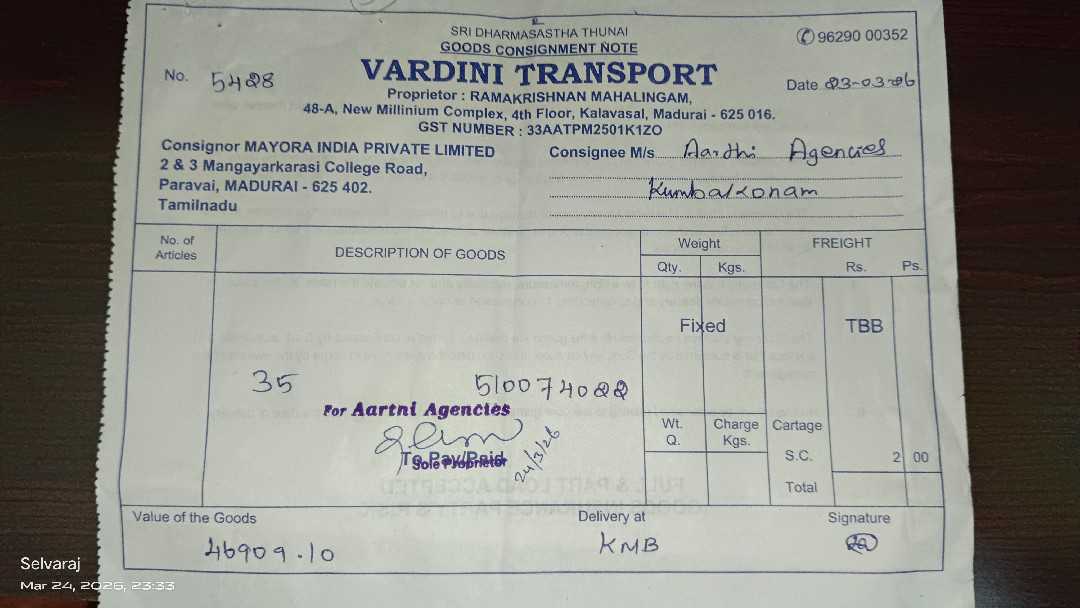 SRI DHARMASASTHA THUNAI
GOODS CONSIGNMENT NOTE
✆ 96290 00352
No. 5428
VARDINI TRANSPORT
Date 23-03-26
Proprietor : RAMAKRISHNAN MAHALINGAM,
48-A, New Millinium Complex, 4th Floor, Kalavasal, Madurai - 625 016.
GST NUMBER : 33AATPM2501K1ZO
Consignor MAYORA INDIA PRIVATE LIMITED
2 & 3 Mangayarkarasi College Road,
Paravai, MADURAI - 625 402.
Tamilnadu
Consignee M/s Aarthi Agencies
Kumbakonam
No. of Articles
DESCRIPTION OF GOODS
Weight
Qty. Kgs.
FREIGHT
Rs. Ps.
Fixed
TBB
35 510074022
For Aartni Agencies
To Pay/Paid
Sole Proprietor
24/3/26
Wt. Q.
Charge Kgs.
Cartage
S.C. 2 00
Total
Value of the Goods
46909.10
Delivery at
KMB
Signature
Selvaraj
Mar 24, 2026, 23:33